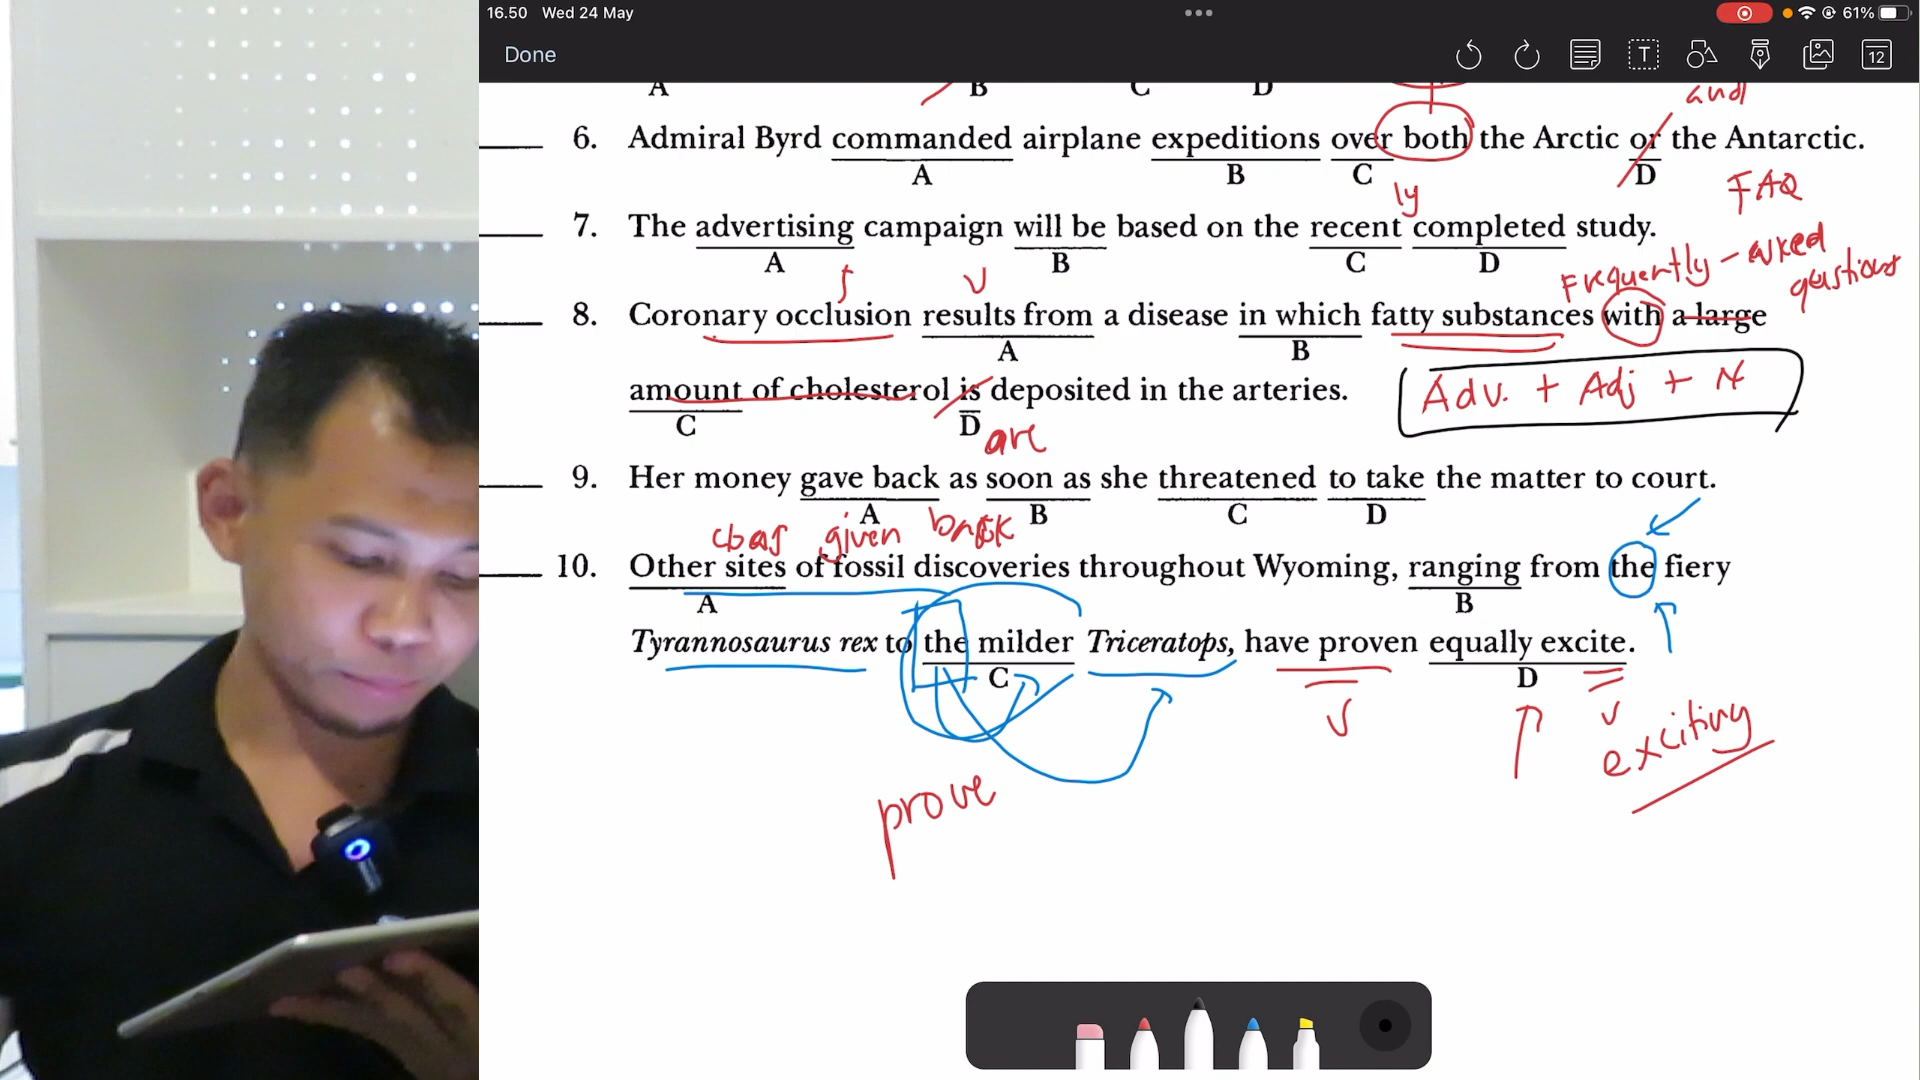 16.50 Wed 24 May
61%
Done
T
12
A B C D
and
6. Admiral Byrd commanded airplane expeditions over both the Arctic or the Antarctic.
A B C D
ly
FAQ
7. The advertising campaign will be based on the recent completed study.
A B C D
Frequently-asked
questions
S V
8. Coronary occlusion results from a disease in which fatty substances with a large
A B
amount of cholesterol is deposited in the arteries.
C D
are
Adv. + Adj + N
9. Her money gave back as soon as she threatened to take the matter to court.
A B C D
given back
10. Other sites of fossil discoveries throughout Wyoming, ranging from the fiery
A B
Tyrannosaurus rex to the milder Triceratops, have proven equally excite.
C D
V V
exciting
prove